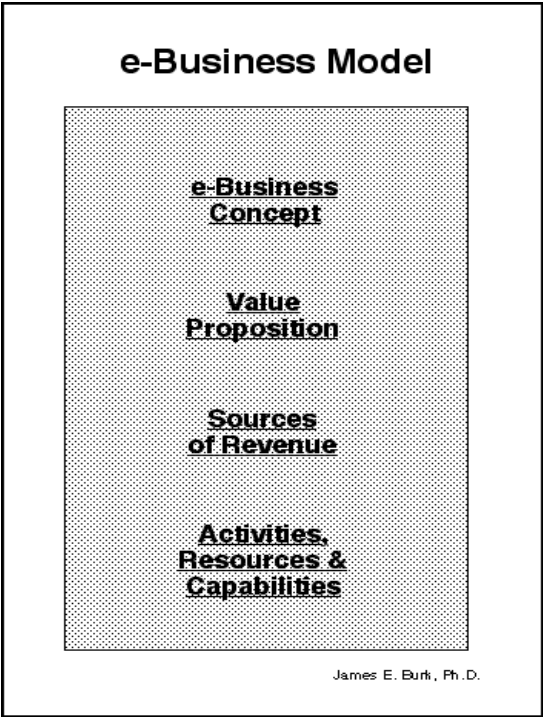 e-Business Model
e-Business
Concept
Value
Proposition
Sources
of Revenue
Activities,
Resources &
Capabilities
James E. Burk, Ph.D.